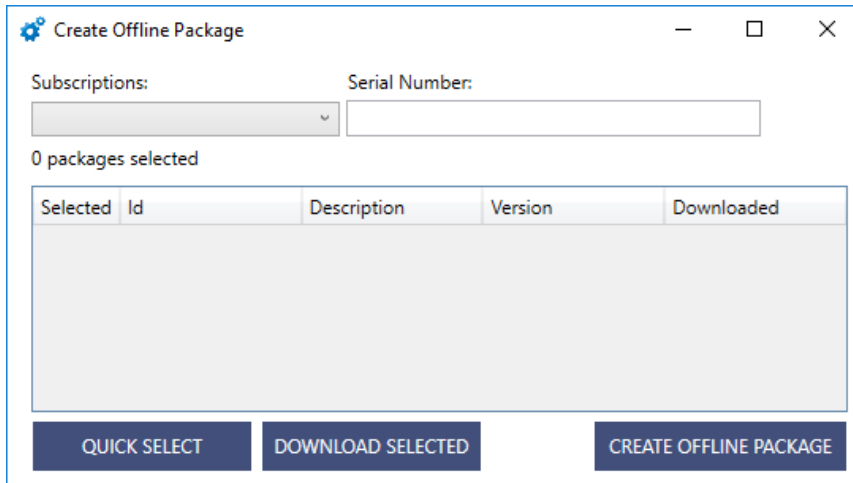 Create Offline Package
Subscriptions: Serial Number:
0 packages selected
Selected Id Description Version Downloaded
QUICK SELECT DOWNLOAD SELECTED CREATE OFFLINE PACKAGE